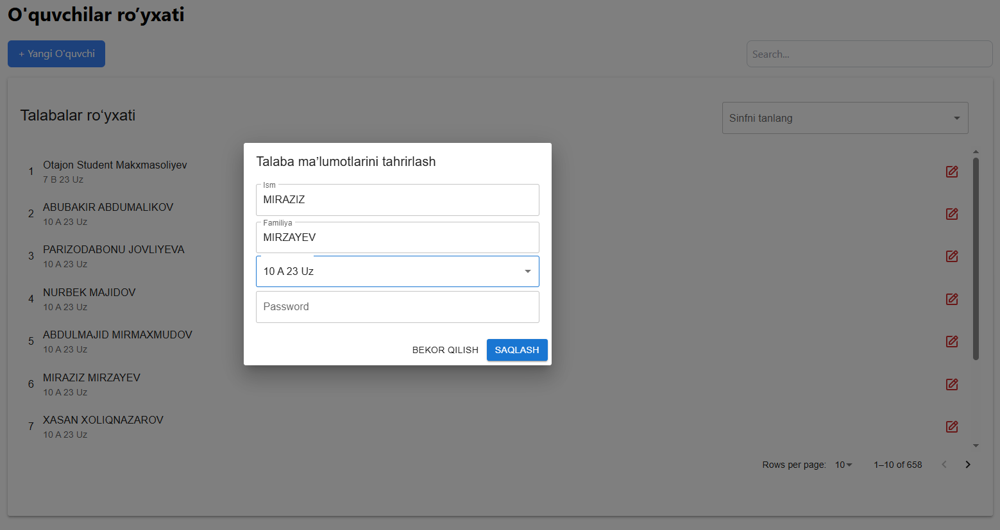 O'quvchilar ro’yxati
+ Yangi O'quvchi
Search...
Talabalar ro‘yxati
Sinfni tanlang
1
Otajon Student Makxmasoliyev
7 B 23 Uz
2
ABUBAKIR ABDUMALIKOV
10 A 23 Uz
3
PARIZODABONU JOVLIYEVA
10 A 23 Uz
4
NURBEK MAJIDOV
10 A 23 Uz
5
ABDULMAJID MIRMAXMUDOV
10 A 23 Uz
6
MIRAZIZ MIRZAYEV
10 A 23 Uz
7
XASAN XOLIQNAZAROV
10 A 23 Uz
Talaba ma’lumotlarini tahrirlash
Ism
MIRAZIZ
Familiya
MIRZAYEV
10 A 23 Uz
Password
BEKOR QILISH
SAQLASH
Rows per page: 10
1–10 of 658